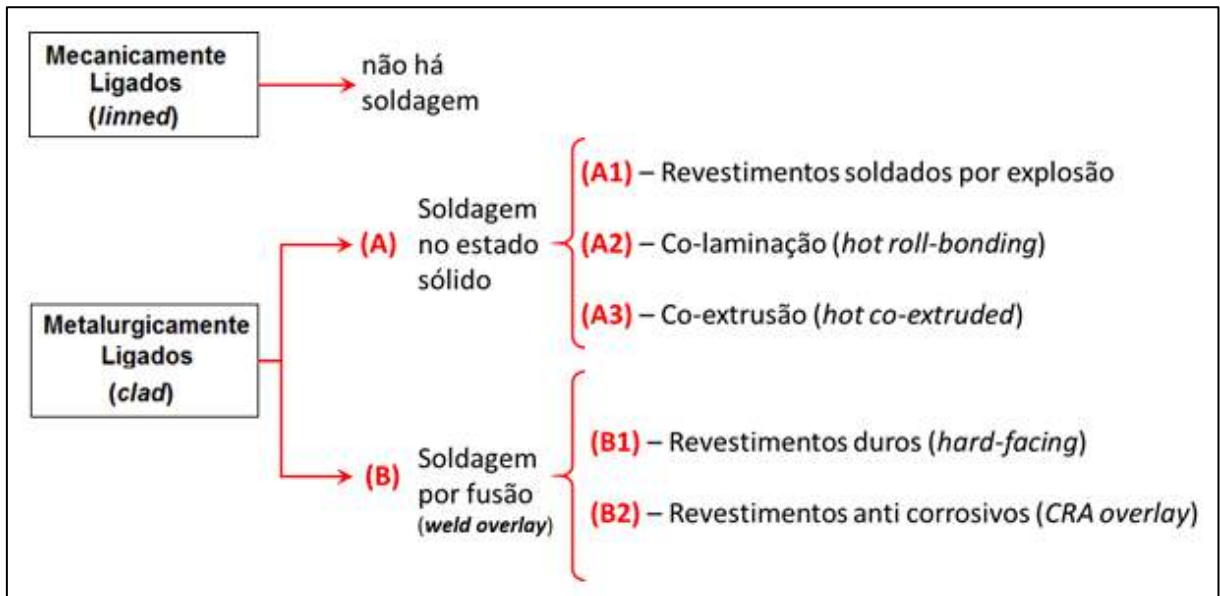 Mecanicamente
Ligados
(linned)
não há
soldagem
Metalurgicamente
Ligados
(clad)
(A)
Soldagem
no estado
sólido
(A1) – Revestimentos soldados por explosão
(A2) – Co-laminação (hot roll-bonding)
(A3) – Co-extrusão (hot co-extruded)
(B)
Soldagem
por fusão
(weld overlay)
(B1) – Revestimentos duros (hard-facing)
(B2) – Revestimentos anti corrosivos (CRA overlay)